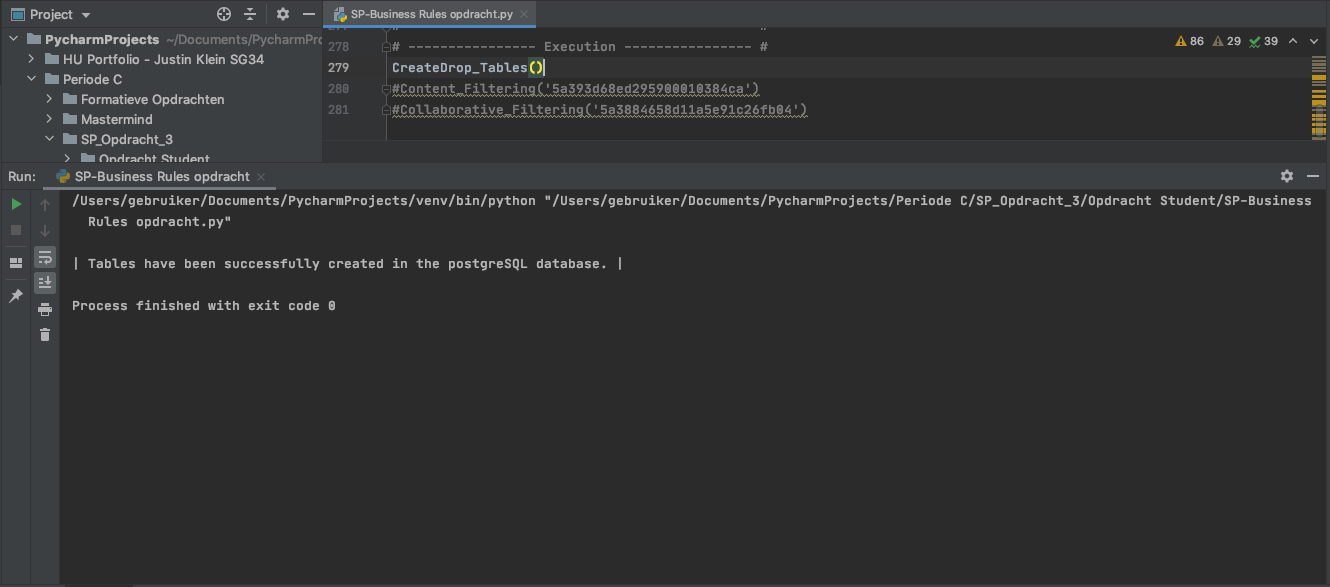 Project
SP-Business Rules opdracht.py
PycharmProjects ~/Documents/PycharmPro
HU Portfolio - Justin Klein SG34
Periode C
Formatieve Opdrachten
Mastermind
SP_Opdracht_3
Opdracht Student
86 29 39
278 # ---------------- Execution ---------------- #
279 CreateDrop_Tables()
280 #Content_Filtering('5a393d68ed295900010384ca')
281 #Collaborative_Filtering('5a3884658d11a5e91c26fb04')
Run: SP-Business Rules opdracht
/Users/gebruiker/Documents/PycharmProjects/venv/bin/python "/Users/gebruiker/Documents/PycharmProjects/Periode C/SP_Opdracht_3/Opdracht Student/SP-Business
Rules opdracht.py"
| Tables have been successfully created in the postgreSQL database. |
Process finished with exit code 0